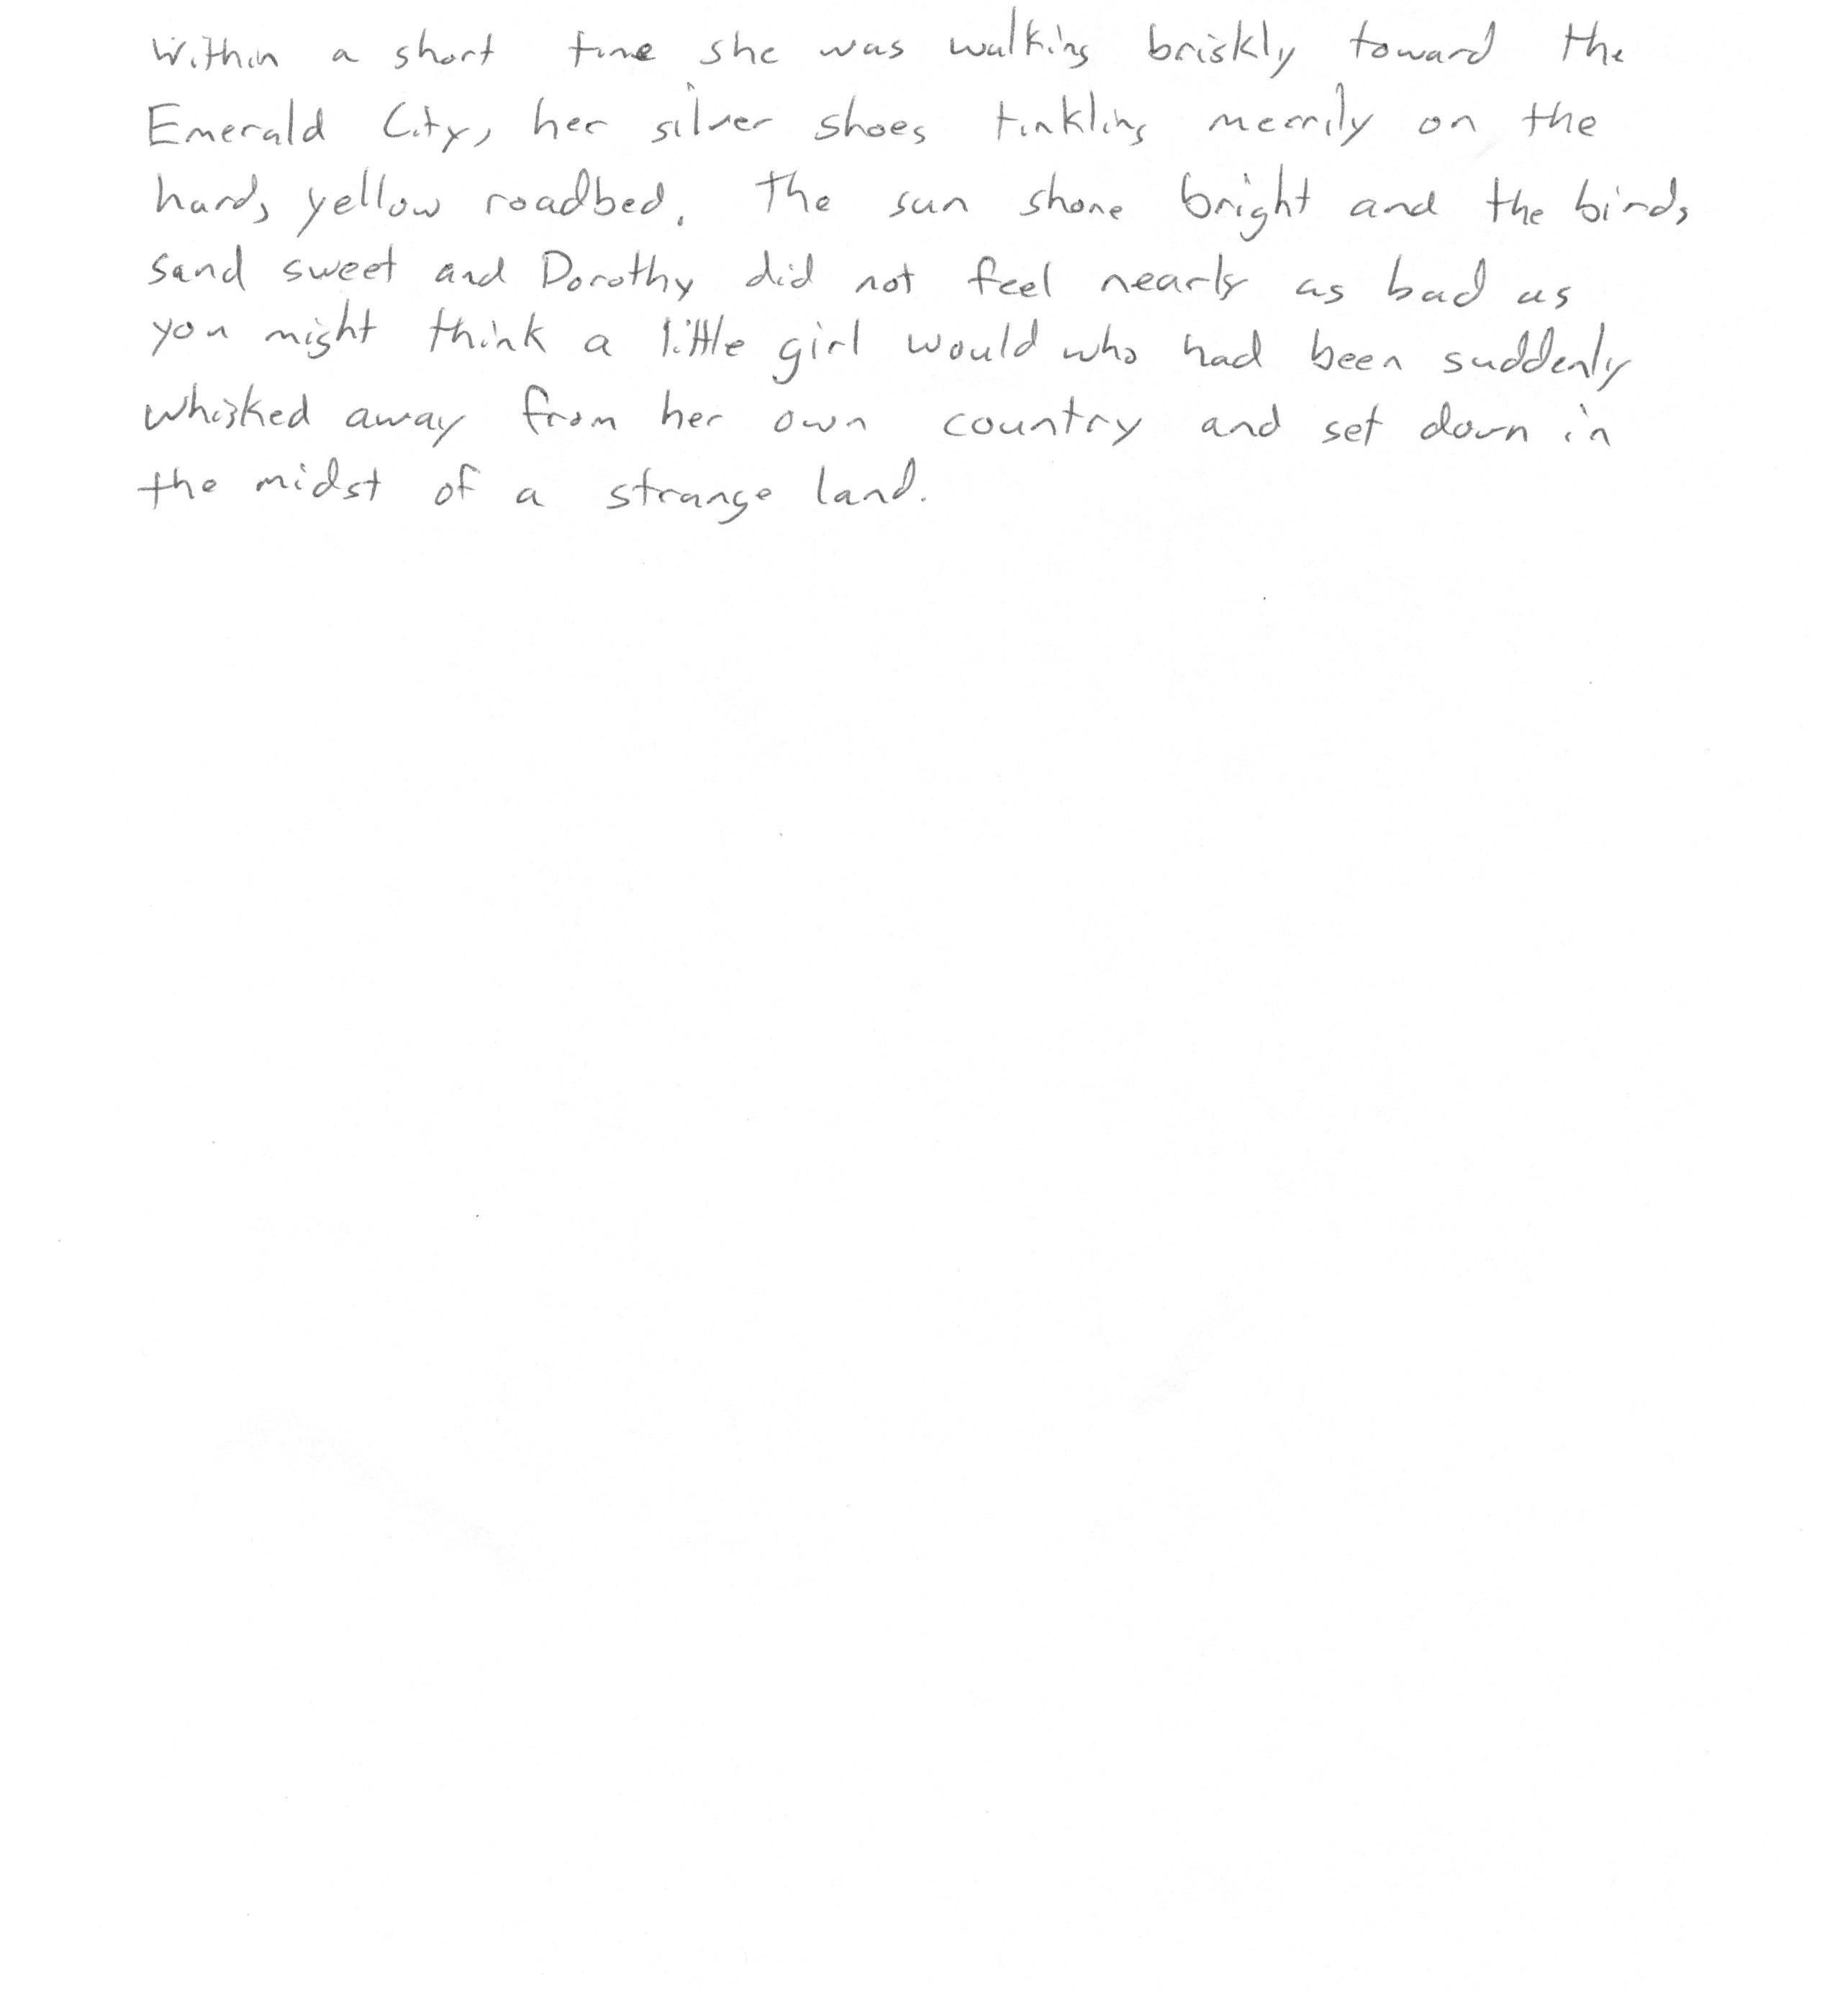 Within a short time she was walking briskly toward the
Emerald City, her silver shoes tinkling merrily on the
hard, yellow roadbed. The sun shone bright and the birds
sand sweet and Dorothy did not feel nearly as bad as
you might think a little girl would who had been suddenly
whisked away from her own country and set down in
the midst of a strange land.